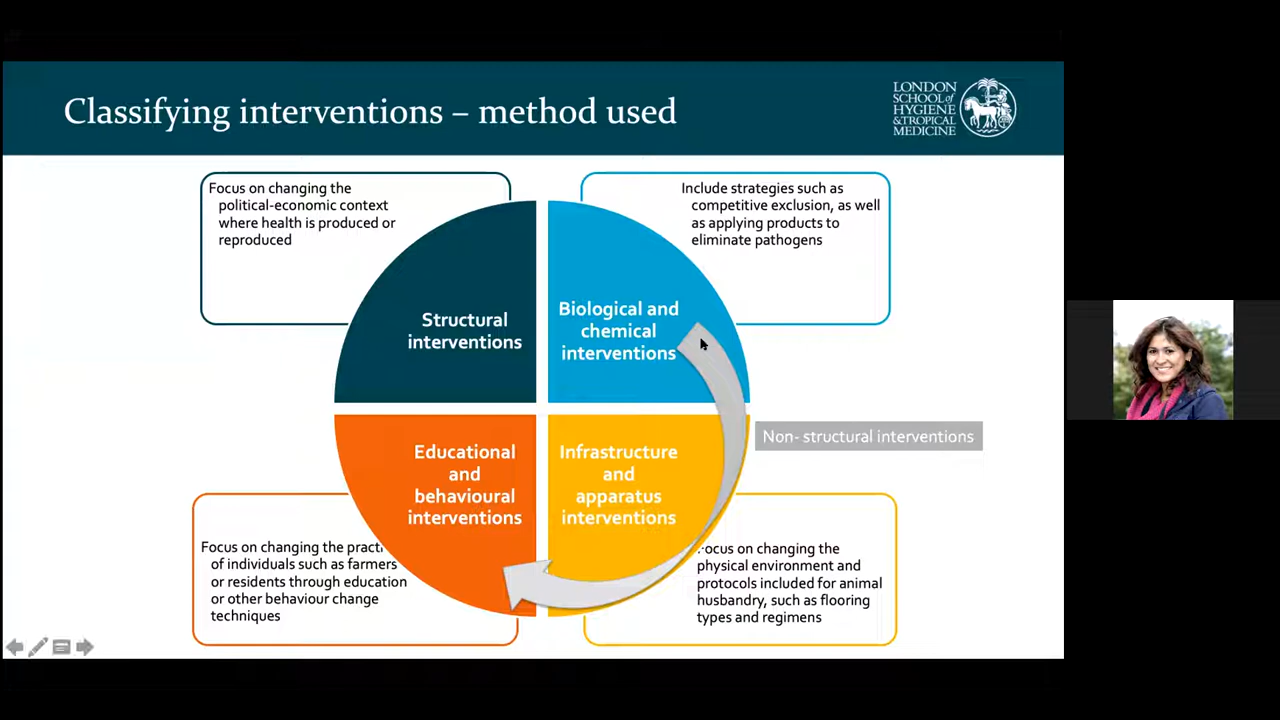 Classifying interventions – method used
LONDON
SCHOOL of
HYGIENE
& TROPICAL
MEDICINE
Focus on changing the
political-economic context
where health is produced or
reproduced
Include strategies such as
competitive exclusion, as well
as applying products to
eliminate pathogens
Structural
interventions
Biological and
chemical
interventions
Non- structural interventions
Educational
and
behavioural
interventions
Infrastructure
and
apparatus
interventions
Focus on changing the
of individuals such as farmers
or residents through education
or other behaviour change
techniques
on changing the
physical environment and
protocols included for animal
husbandry, such as flooring
types and regimens